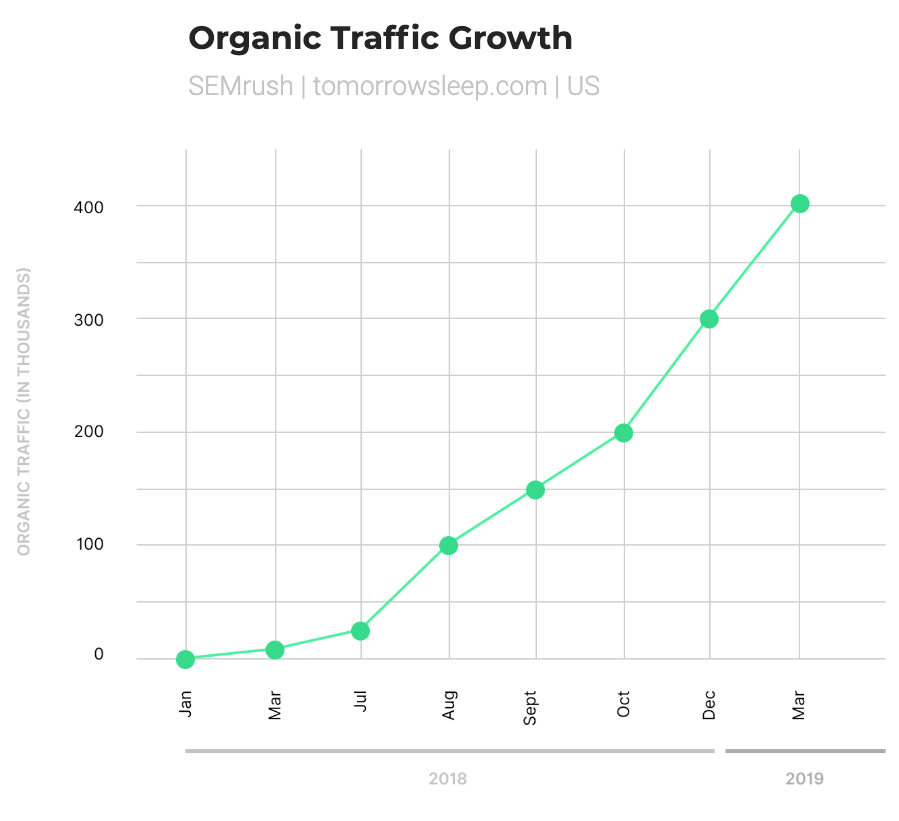 Organic Traffic Growth
SEMrush | tomorrowsleep.com | US
ORGANIC TRAFFIC (IN THOUSANDS)
400
300
200
100
0
Jan
Mar
Jul
Aug
Sept
Oct
Dec
Mar
2018
2019